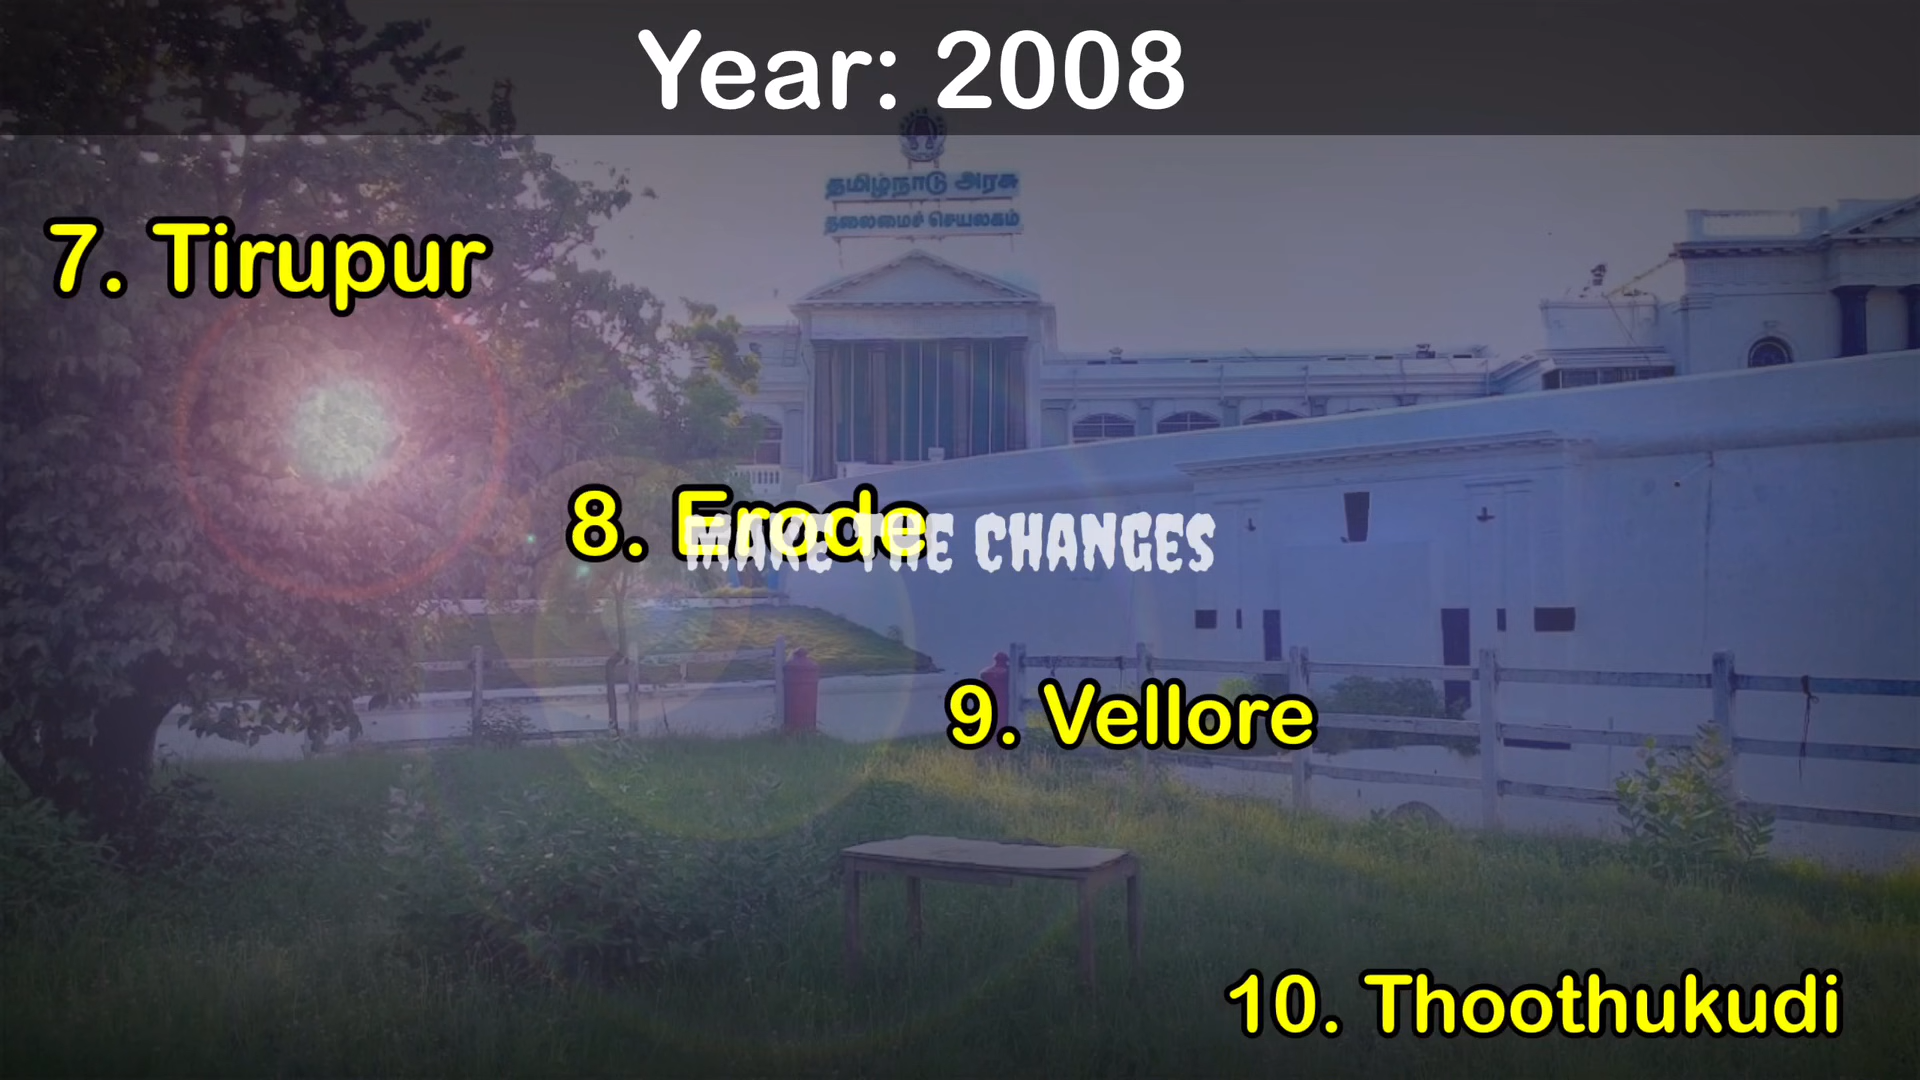 Year: 2008
தமிழ்நாடு அரசு
தலைமைச் செயலகம்
7. Tirupur
8. Erode
MAKE THE CHANGES
9. Vellore
10. Thoothukudi